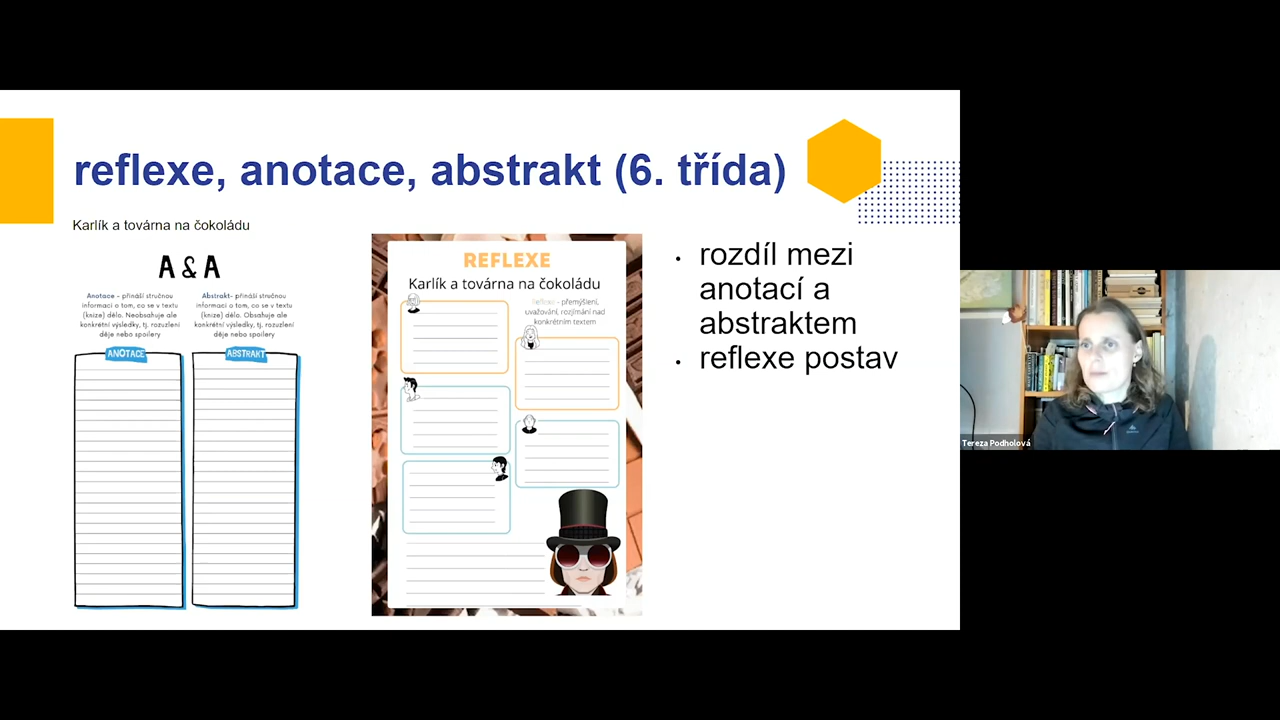 reflexe, anotace, abstrakt (6. třída)
Karlík a továrna na čokoládu
A & A
Anotace - přináší stručnou
informaci o tom, co se v textu
(knize) dělo. Neobsahuje ale
konkrétní výsledky, tj. rozuzlení
děje nebo spoilery
Abstrakt- přináší stručnou
informaci o tom, co se v textu
(knize) dělo. Obsahuje ale
konkrétní výsledky, tj. rozuzlení
děje nebo spoilery
ANOTACE
ABSTRAKT
REFLEXE
Karlík a továrna na čokoládu
Reflexe - přemýšlení,
uvažování, rozjímání nad
konkrétním textem
• rozdíl mezi
anotací a
abstraktem
• reflexe postav
Tereza Podholová